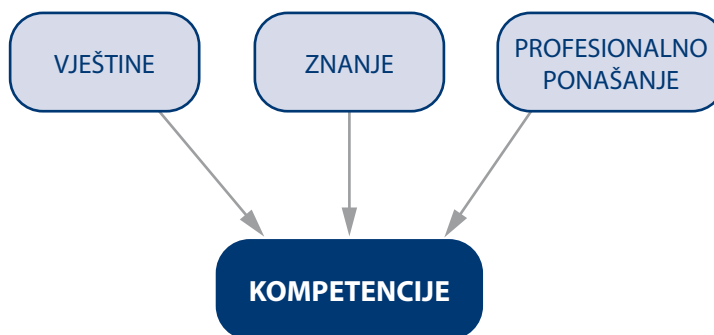 VJEŠTINE
ZNANJE
PROFESIONALNO
PONAŠANJE
KOMPETENCIJE